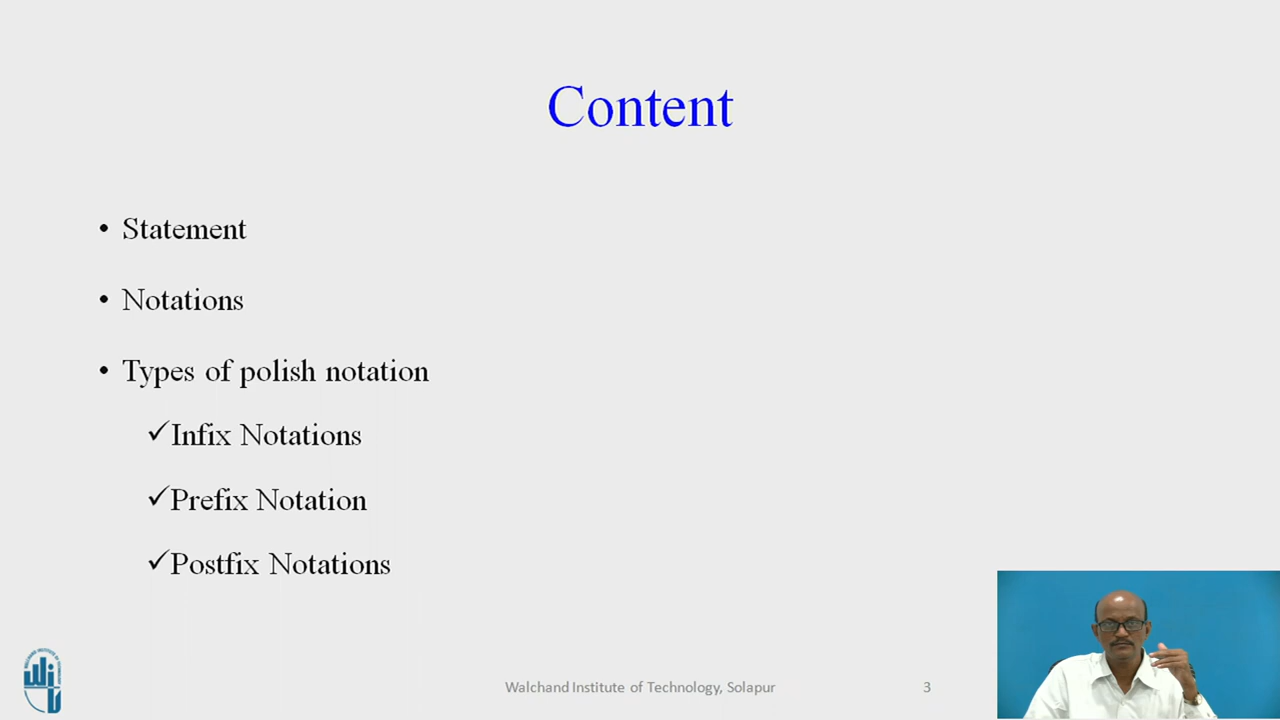 Content
• Statement
• Notations
• Types of polish notation
✓Infix Notations
✓Prefix Notation
✓Postfix Notations
Walchand Institute of Technology, Solapur
3